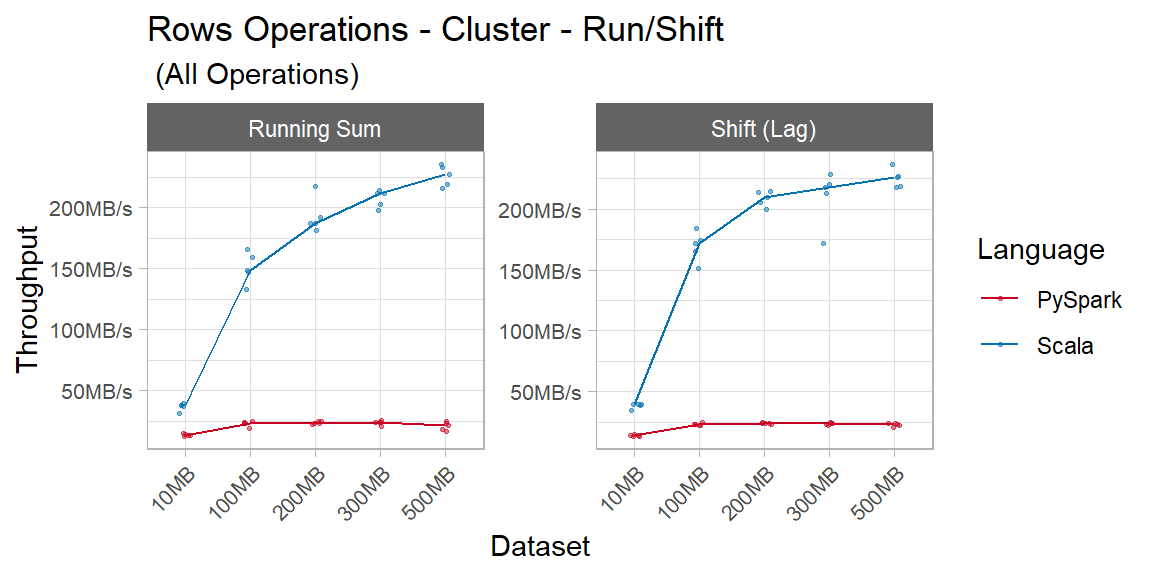 Rows Operations - Cluster - Run/Shift
(All Operations)
Running Sum
Shift (Lag)
Throughput
200MB/s
150MB/s
100MB/s
50MB/s
200MB/s
150MB/s
100MB/s
50MB/s
10MB
100MB
200MB
300MB
500MB
10MB
100MB
200MB
300MB
500MB
Dataset
Language
PySpark
Scala